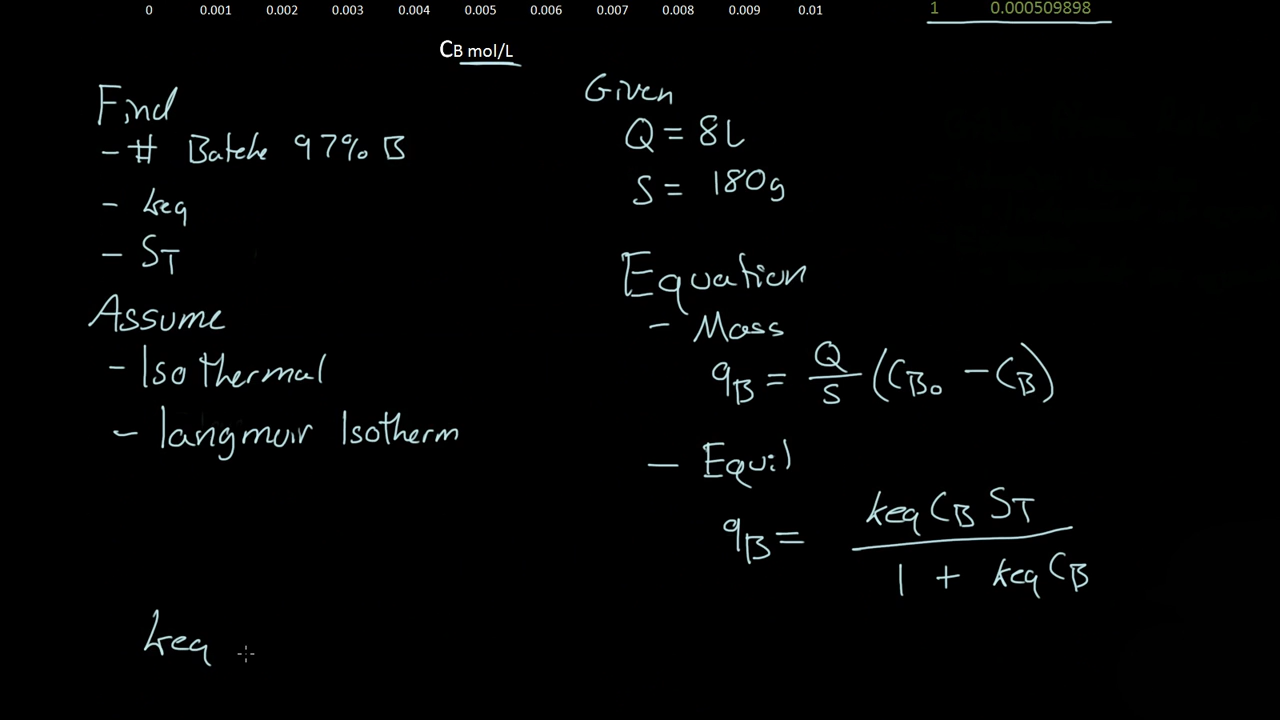 0 0.001 0.002 0.003 0.004 0.005 0.006 0.007 0.008 0.009 0.01
CB mol/L
1 0.000509898
Find
- # Batche 97% B
- keq
- ST
Assume
- Isothermal
- langmuir Isotherm
keq
Given
Q = 8L
S = 180g
Equation
- Mass
qB = Q/S (CBo - CB)
- Equil
qB = keq CB ST / 1 + keq CB